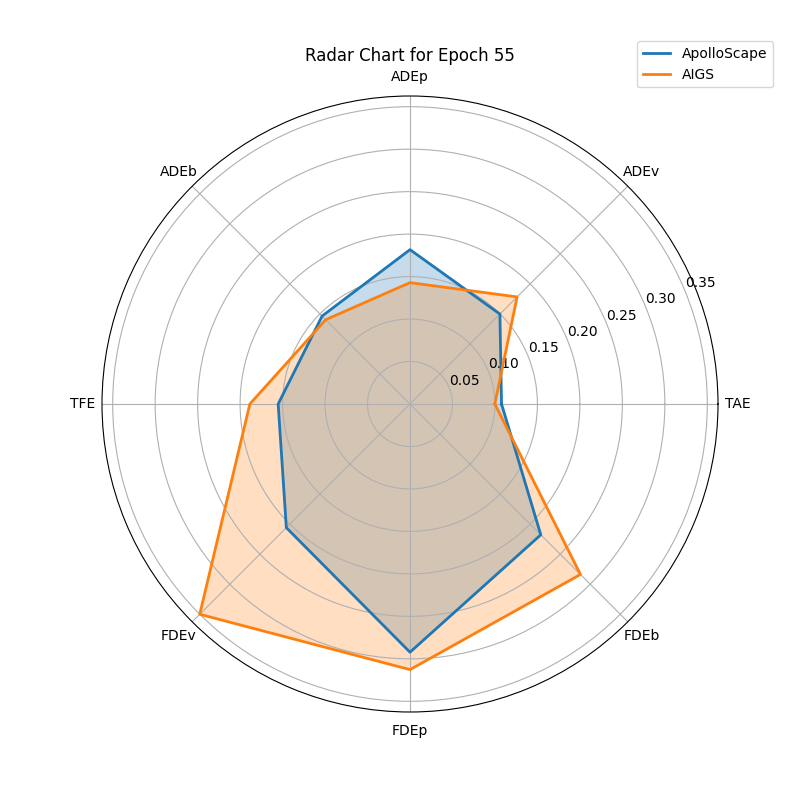 Radar Chart for Epoch 55
ApolloScape
AIGS
ADEp
ADEb
ADEv
TFE
TAE
FDEv
FDEb
FDEp
0.05
0.10
0.15
0.20
0.25
0.30
0.35